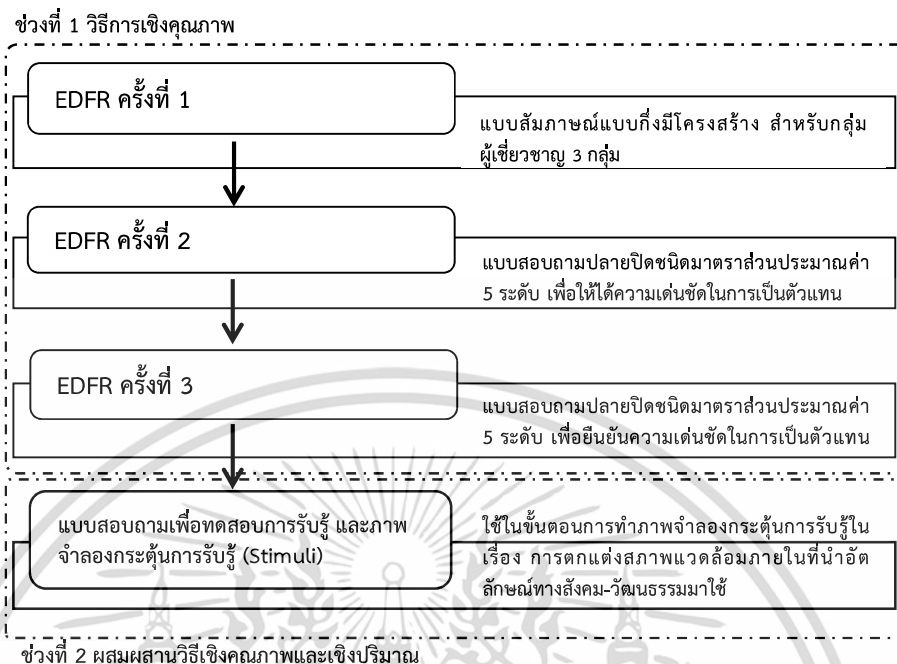 ช่วงที่ 1 วิธีการเชิงคุณภาพ
EDFR ครั้งที่ 1
แบบสัมภาษณ์แบบกึ่งมีโครงสร้าง สำหรับกลุ่ม
ผู้เชี่ยวชาญ 3 กลุ่ม
EDFR ครั้งที่ 2
แบบสอบถามปลายปิดชนิดมาตราส่วนประมาณค่า
5 ระดับ เพื่อให้ได้ความเด่นชัดในการเป็นตัวแทน
EDFR ครั้งที่ 3
แบบสอบถามปลายปิดชนิดมาตราส่วนประมาณค่า
5 ระดับ เพื่อยืนยันความเด่นชัดในการเป็นตัวแทน
แบบสอบถามเพื่อทดสอบการรับรู้ และภาพ
จำลองกระตุ้นการรับรู้ (Stimuli)
ใช้ในขั้นตอนการทำภาพจำลองกระตุ้นการรับรู้ใน
เรื่อง การตกแต่งสภาพแวดล้อมภายในที่นำอัต
ลักษณ์ทางสังคม-วัฒนธรรมมาใช้
ช่วงที่ 2 ผสมผสานวิธีเชิงคุณภาพและเชิงปริมาณ